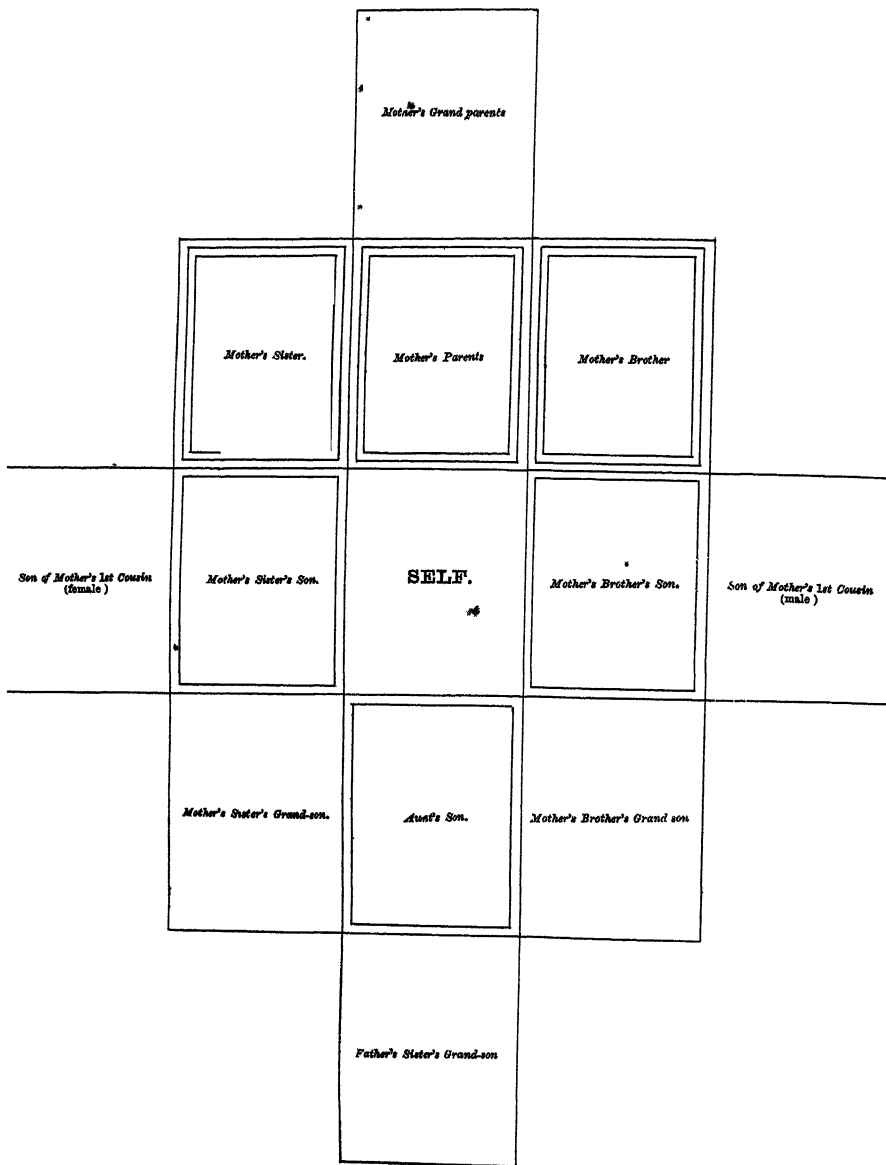 Mother's Grand parents
Mother's Sister.
Mother's Parents
Mother's Brother
Son of Mother's 1st Cousin
(female)
Mother's Sister's Son.
SELF.
Mother's Brother's Son.
Son of Mother's 1st Cousin
(male)
Mother's Sister's Grand-son.
Aunt's Son.
Mother's Brother's Grand son
Father's Sister's Grand-son